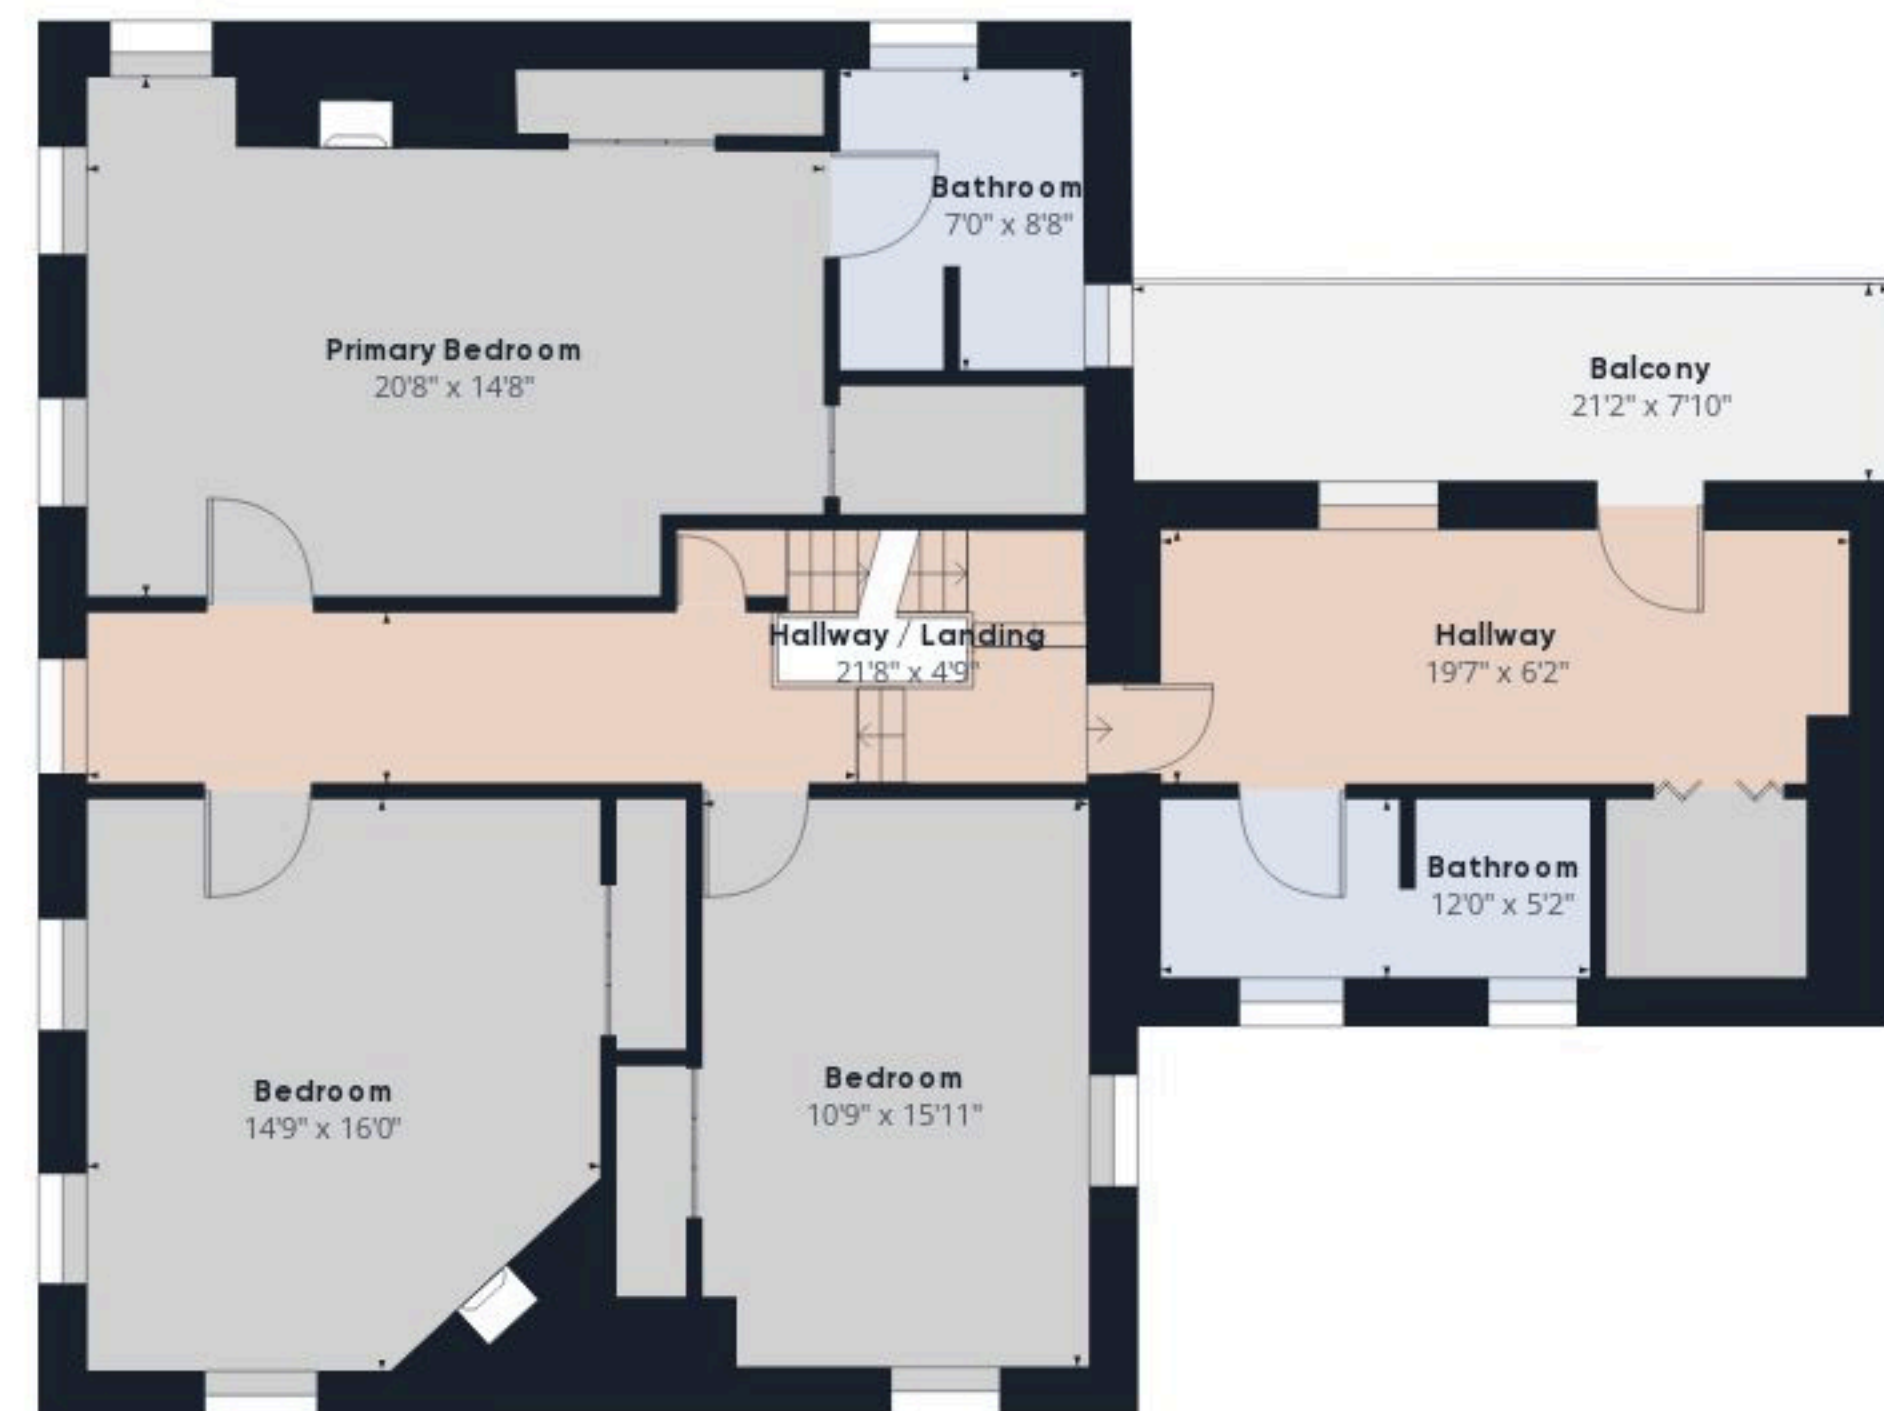 Bathroom
7'0" x 8'8"
Primary Bedroom
20'8" x 14'8"
Balcony
21'2" x 7'10"
Hallway / Landing
21'8" x 4'9"
Hallway
19'7" x 6'2"
Bathroom
12'0" x 5'2"
Bedroom
14'9" x 16'0"
Bedroom
10'9" x 15'11"